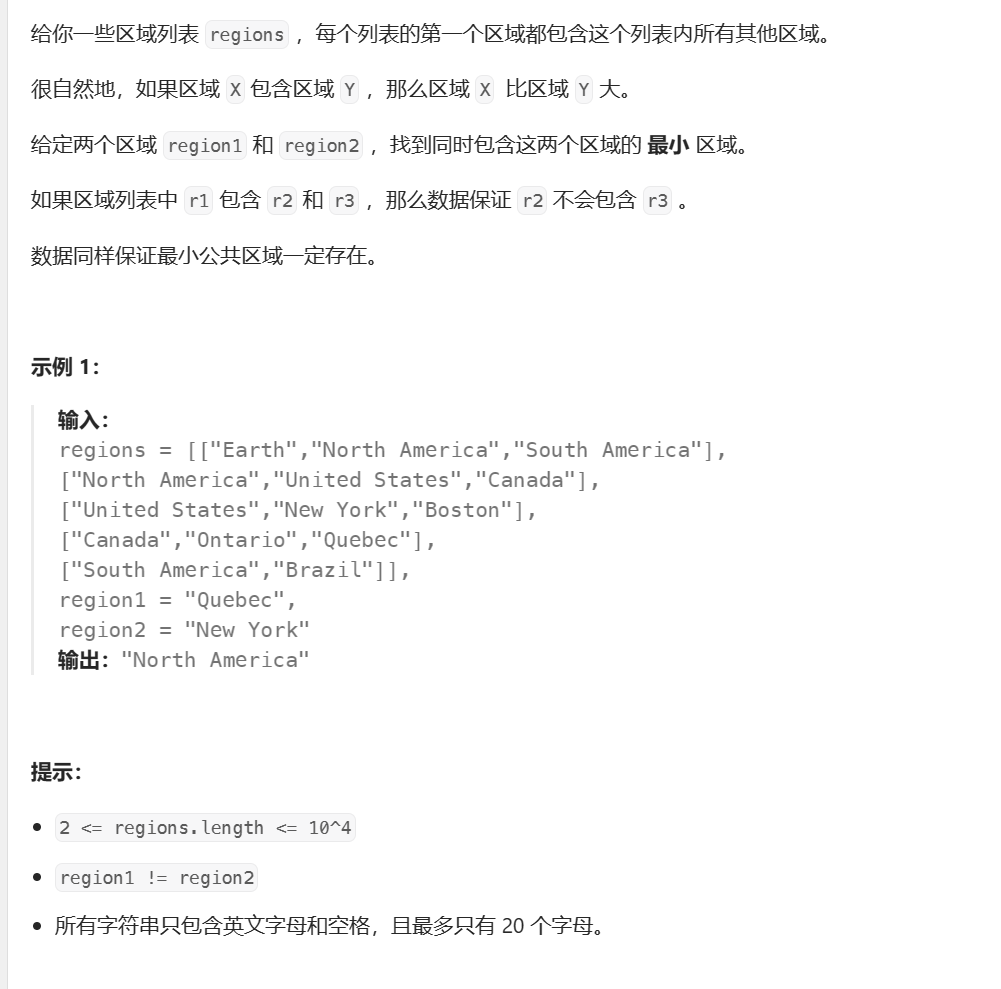 给你一些区域列表 regions ，每个列表的第一个区域都包含这个列表内所有其他区域。
很自然地，如果区域 X 包含区域 Y ，那么区域 X 比区域 Y 大。
给定两个区域 region1 和 region2 ，找到同时包含这两个区域的 最小 区域。
如果区域列表中 r1 包含 r2 和 r3 ，那么数据保证 r2 不会包含 r3 。
数据同样保证最小公共区域一定存在。
示例 1：
输入：
regions = [["Earth","North America","South America"],
["North America","United States","Canada"],
["United States","New York","Boston"],
["Canada","Ontario","Quebec"],
["South America","Brazil"]],
region1 = "Quebec",
region2 = "New York"
输出："North America"
提示：
• 2 <= regions.length <= 10^4
• region1 != region2
• 所有字符串只包含英文字母和空格，且最多只有 20 个字母。